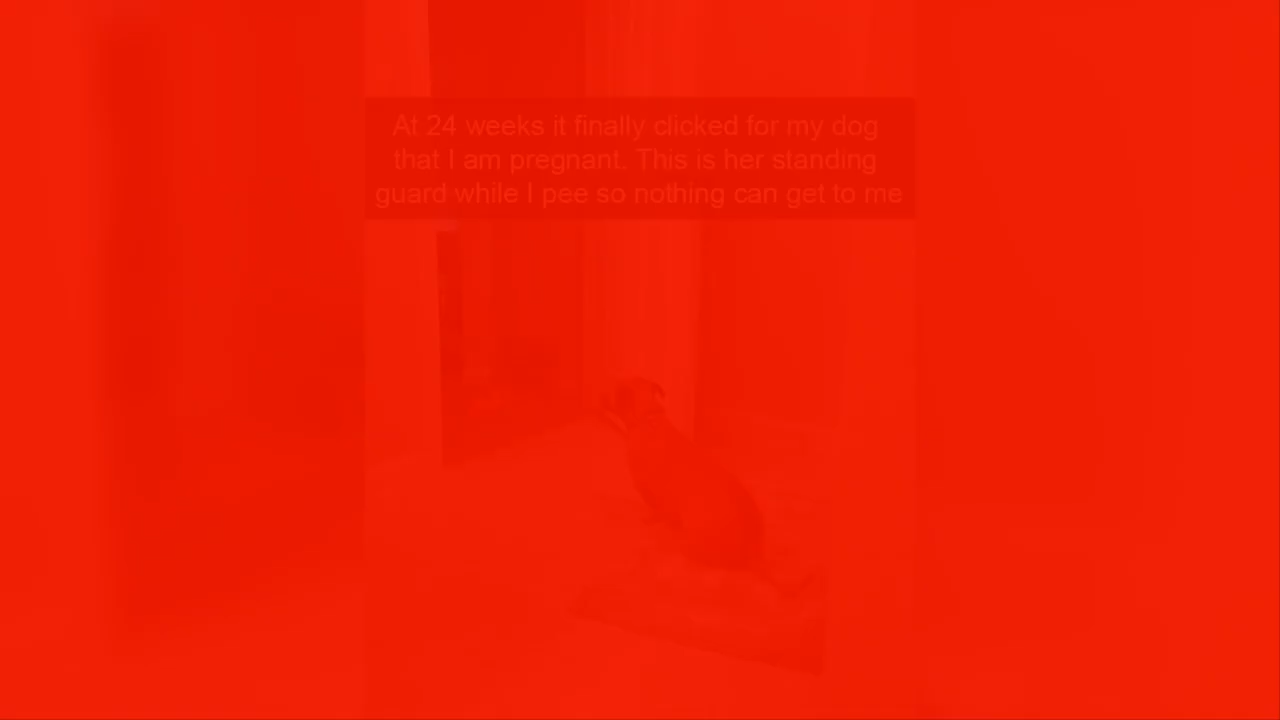 At 24 weeks it finally clicked for my dog
that I am pregnant. This is her standing
guard while I pee so nothing can get to me